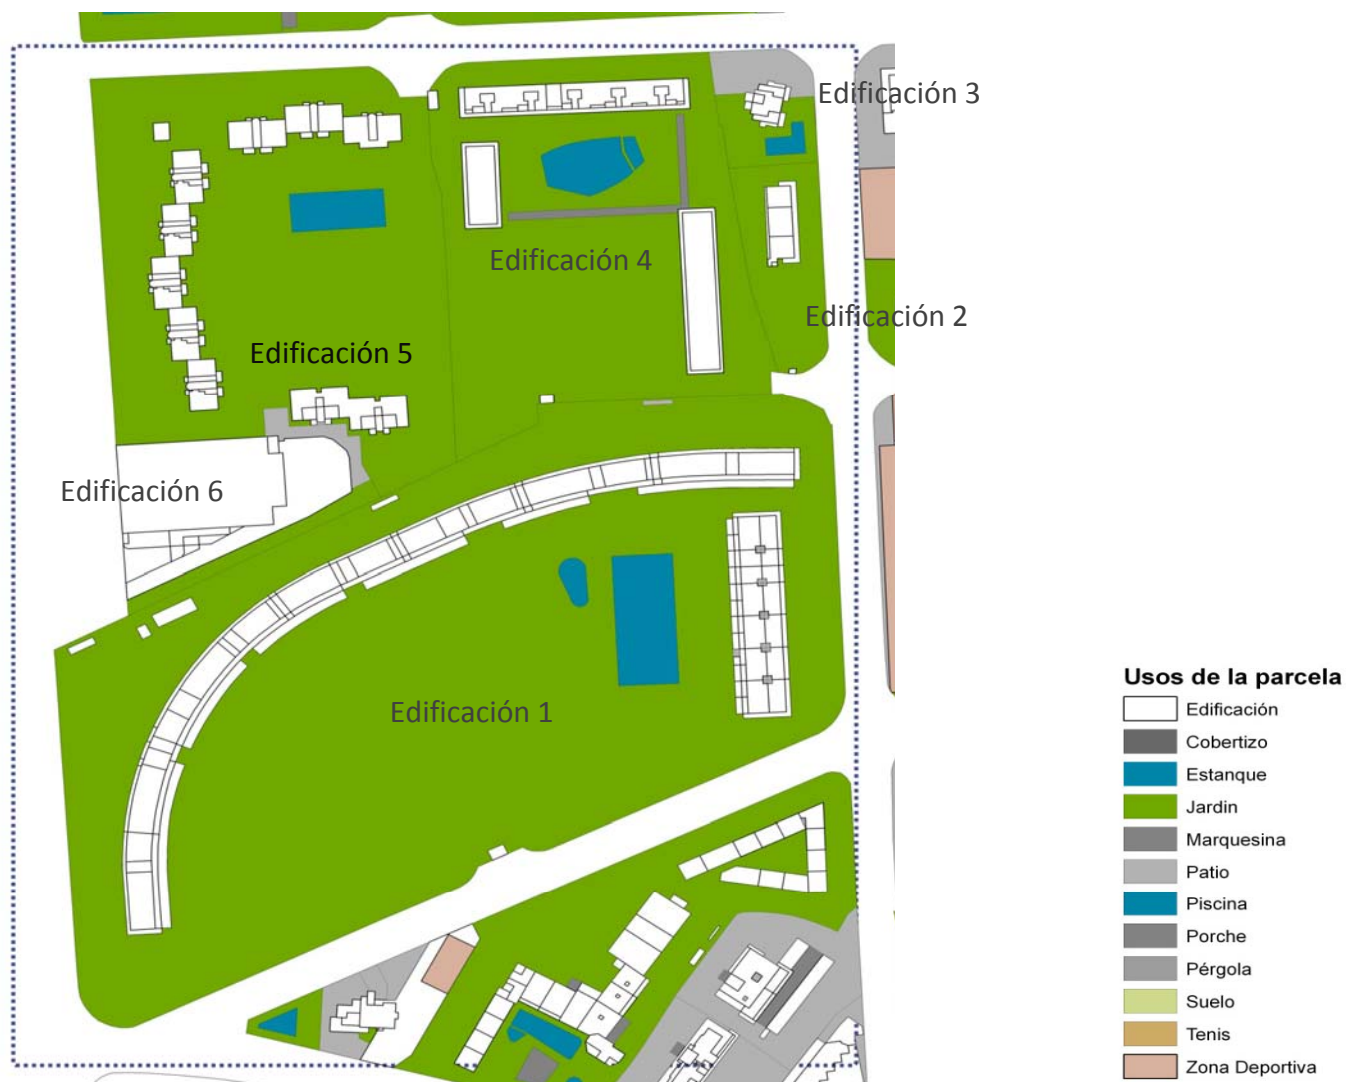 Edificación 3
Edificación 4
Edificación 2
Edificación 5
Edificación 6
Edificación 1
Usos de la parcela
Edificación
Cobertizo
Estanque
Jardin
Marquesina
Patio
Piscina
Porche
Pérgola
Suelo
Tenis
Zona Deportiva